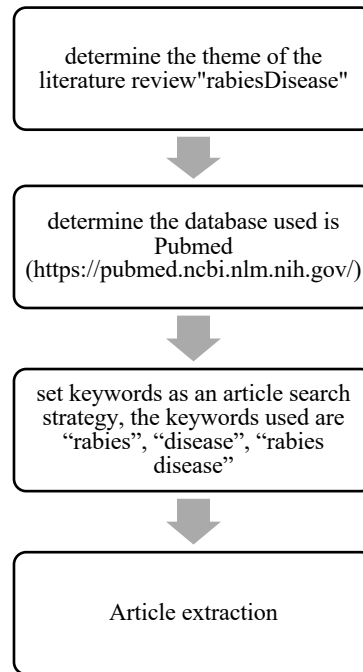 determine the theme of the
literature review"rabiesDisease"
determine the database used is
Pubmed
(https://pubmed.ncbi.nlm.nih.gov/)
set keywords as an article search
strategy, the keywords used are
“rabies”, “disease”, “rabies
disease”
Article extraction